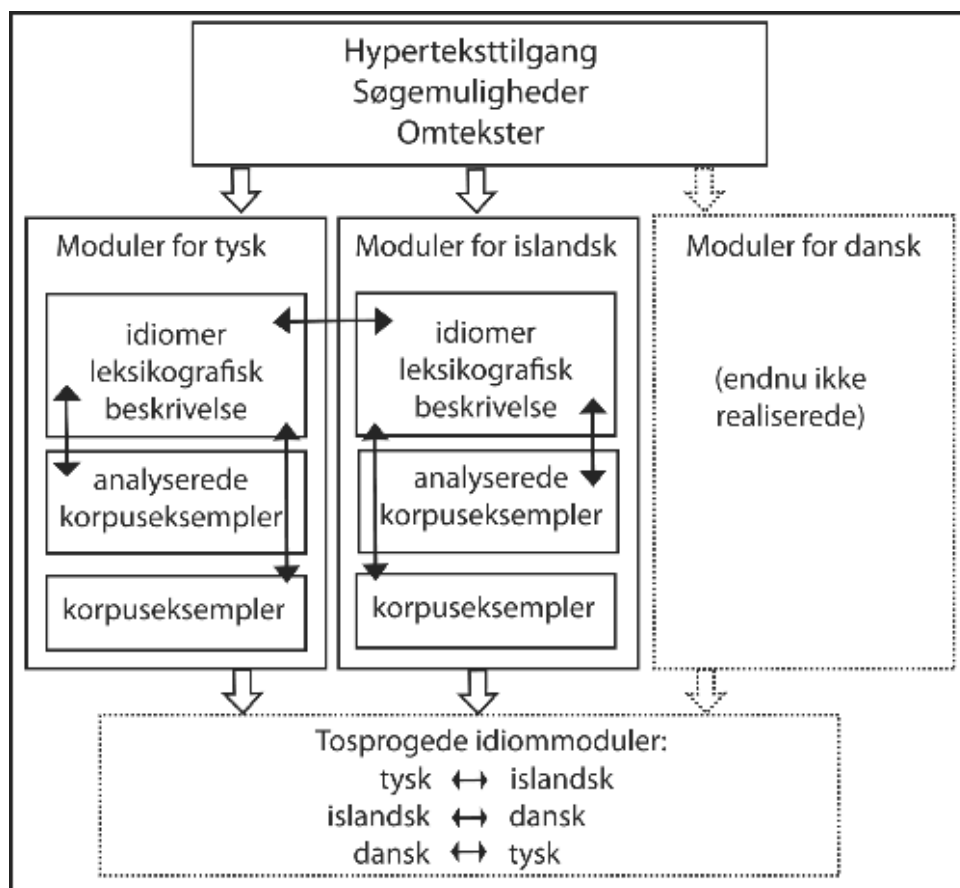 Hyperteksttilgang
Søgemuligheder
Omtekster
Moduler for tysk
idiomer
leksikografisk
beskrivelse
analyserede
korpuseksempler
korpuseksempler
Moduler for islandsk
idiomer
leksikografisk
beskrivelse
analyserede
korpuseksempler
korpuseksempler
Moduler for dansk
(endnu ikke
realiserede)
Tosprogede idiommoduler:
tysk ↔ islandsk
islandsk ↔ dansk
dansk ↔ tysk